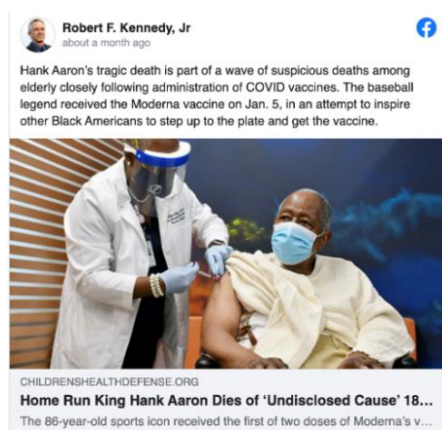 Robert F. Kennedy, Jr
about a month ago
Hank Aaron's tragic death is part of a wave of suspicious deaths among
elderly closely following administration of COVID vaccines. The baseball
legend received the Moderna vaccine on Jan. 5, in an attempt to inspire
other Black Americans to step up to the plate and get the vaccine.
CHILDRENSHEALTHDEFENSE.ORG
Home Run King Hank Aaron Dies of 'Undisclosed Cause' 18...
The 86-year-old sports icon received the first of two doses of Moderna's v...